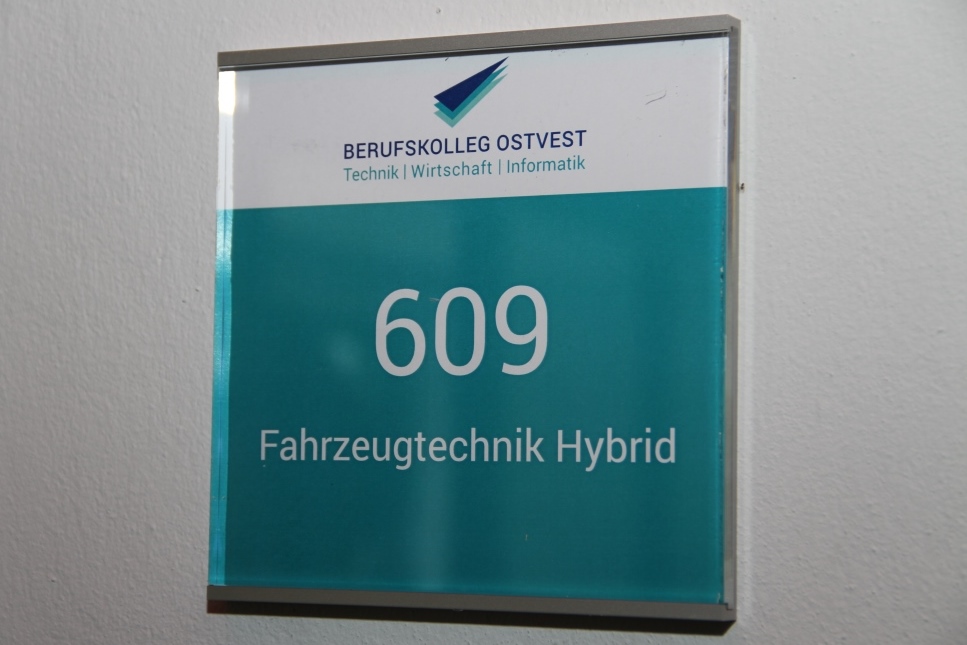 BERUFSKOLLEG OSTVEST
Technik | Wirtschaft | Informatik
609
Fahrzeugtechnik Hybrid